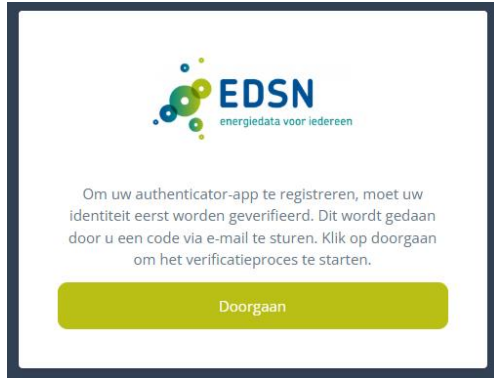 EDSN
energiedata voor iedereen
Om uw authenticator-app te registreren, moet uw
identiteit eerst worden geverifieerd. Dit wordt gedaan
door u een code via e-mail te sturen. Klik op doorgaan
om het verificatieproces te starten.
Doorgaan